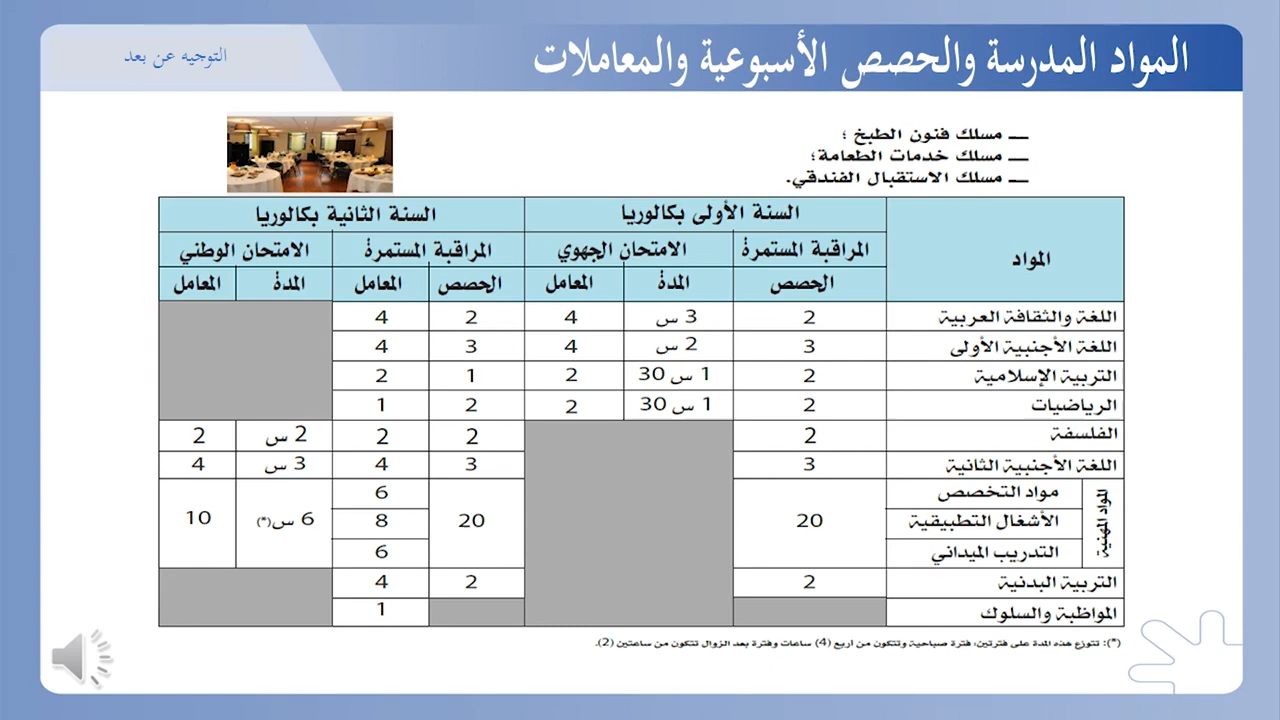 المواد المدرسة والحصص الأسبوعية والمعاملات
التوجيه عن بعد
ــ مسلك فنون الطبخ ؛
ــ مسلك خدمات الطعامة؛
ــ مسلك الاستقبال الفندقي.
المواد السنة الأولى بكالوريا السنة الثانية بكالوريا
المراقبة المستمرة الامتحان الجهوي المراقبة المستمرة الامتحان الوطني
الحصص المدة المعامل الحصص المعامل المدة المعامل
اللغة والثقافة العربية 2 3 س 4 2 4
اللغة الأجنبية الأولى 3 2 س 4 3 4
التربية الإسلامية 2 1 س 30 2 1 2
الرياضيات 2 1 س 30 2 2 1
الفلسفة 2 2 2 2 س 2
اللغة الأجنبية الثانية 3 3 4 3 س 4
المواد المهنية مواد التخصص 20 20 6 6 س(*) 10
الأشغال التطبيقية 8
التدريب الميداني 6
التربية البدنية 2 2 4
المواظبة والسلوك 1
(*): تتوزع هذه المدة على فترتين: فترة صباحية وتتكون من أربع (4) ساعات وفترة بعد الزوال تتكون من ساعتين (2).